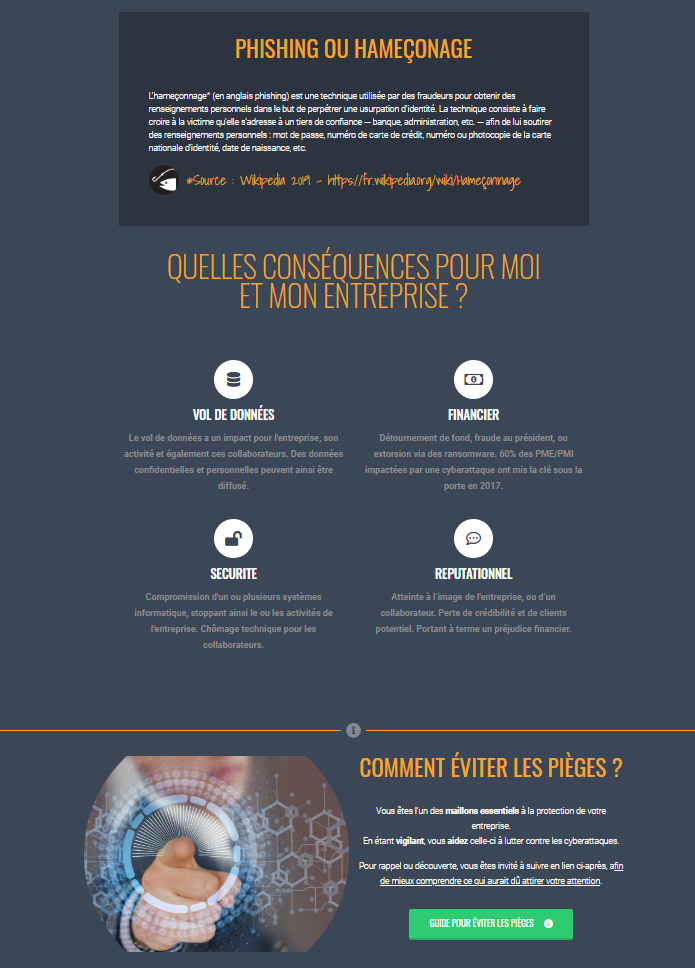 PHISHING OU HAMEÇONAGE
L'hameçonnage* (en anglais phishing) est une technique utilisée par des fraudeurs pour obtenir des
renseignements personnels dans le but de perpétrer une usurpation d'identité. La technique consiste à faire
croire à la victime qu'elle s'adresse à un tiers de confiance — banque, administration, etc. — afin de lui soutirer
des renseignements personnels : mot de passe, numéro de carte de crédit, numéro ou photocopie de la carte
nationale d'identité, date de naissance, etc.
*Source : Wikipedia 2019 - https://fr.wikipedia.org/wiki/Hameçonnage
QUELLES CONSÉQUENCES POUR MOI
ET MON ENTREPRISE ?
VOL DE DONNÉES
Le vol de données a un impact pour l'entreprise, son
activité et également ces collaborateurs. Des données
confidentielles et personnelles peuvent ainsi être
diffusé.
FINANCIER
Détournement de fond, fraude au président, ou
extorsion via des ransomware. 60% des PME/PMI
impactées par une cyberattaque ont mis la clé sous la
porte en 2017.
SECURITE
Compromission d'un ou plusieurs systèmes
informatique, stoppant ainsi le ou les activités de
l'entreprise. Chômage technique pour les
collaborateurs.
REPUTATIONNEL
Atteinte à l'image de l'entreprise, ou d'un
collaborateur. Perte de crédibilité et de clients
potentiel. Portant à terme un préjudice financier.
COMMENT ÉVITER LES PIÈGES ?
Vous êtes l'un des maillons essentiels à la protection de votre
entreprise.
En étant vigilant, vous aidez celle-ci à lutter contre les cyberattaques.
Pour rappel ou découverte, vous êtes invité à suivre en lien ci-après, afin
de mieux comprendre ce qui aurait dû attirer votre attention.
GUIDE POUR ÉVITER LES PIÈGES